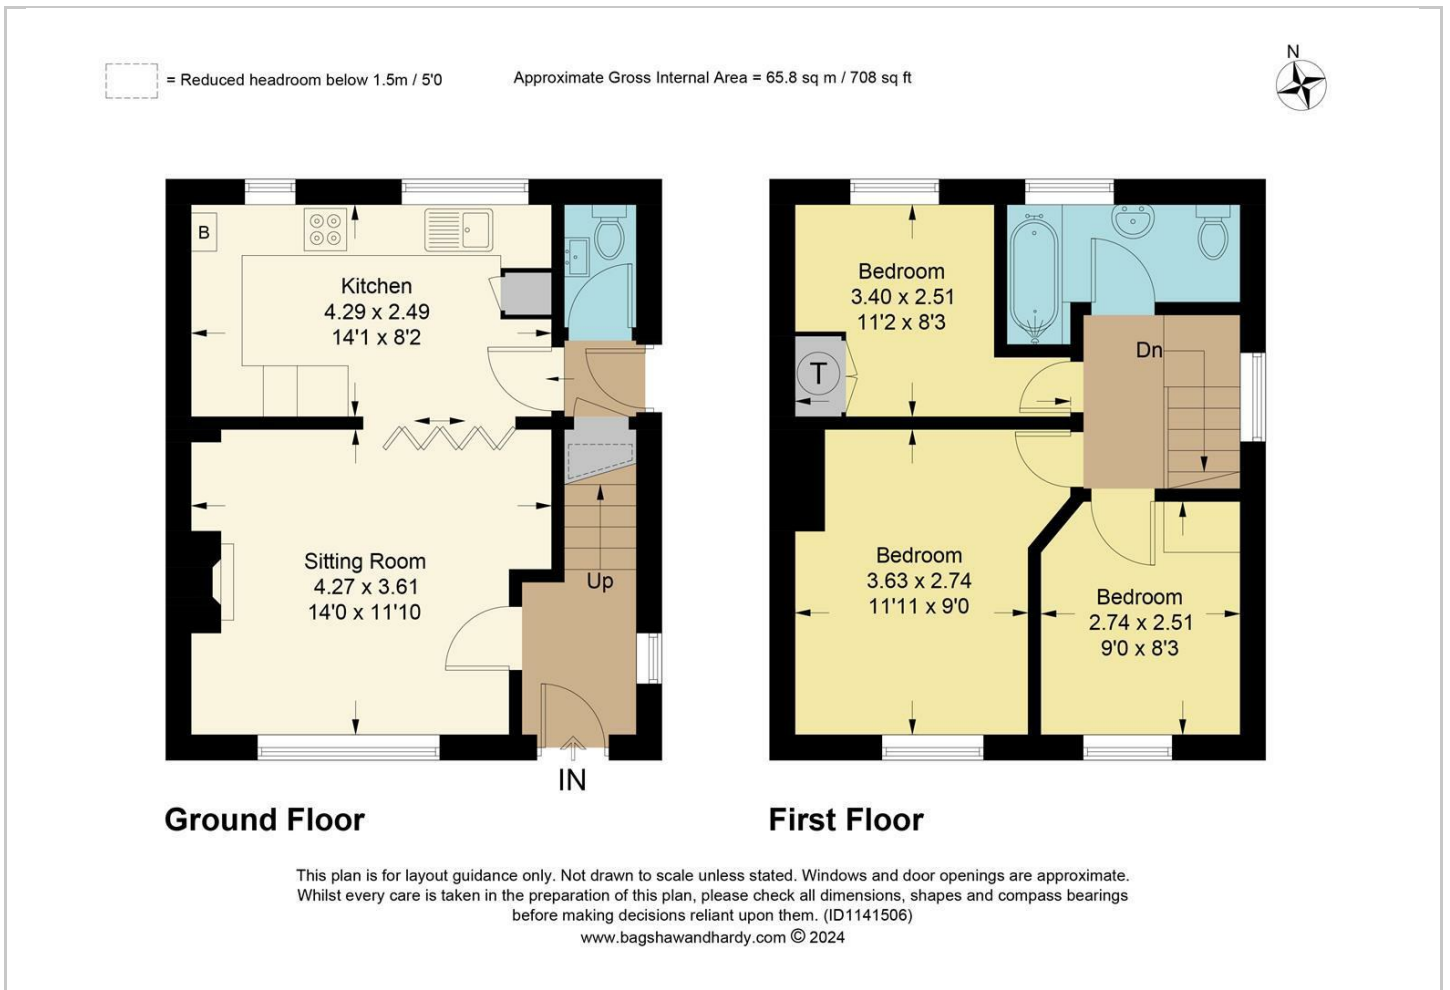 = Reduced headroom below 1.5m / 5'0
Approximate Gross Internal Area = 65.8 sq m / 708 sq ft
N
B
Kitchen
4.29 x 2.49
14'1 x 8'2
Sitting Room
4.27 x 3.61
14'0 x 11'10
Up
IN
Ground Floor
Bedroom
3.40 x 2.51
11'2 x 8'3
T
Dn
Bedroom
3.63 x 2.74
11'11 x 9'0
Bedroom
2.74 x 2.51
9'0 x 8'3
First Floor
This plan is for layout guidance only. Not drawn to scale unless stated. Windows and door openings are approximate.
Whilst every care is taken in the preparation of this plan, please check all dimensions, shapes and compass bearings
before making decisions reliant upon them. (ID1141506)
www.bagshawandhardy.com © 2024